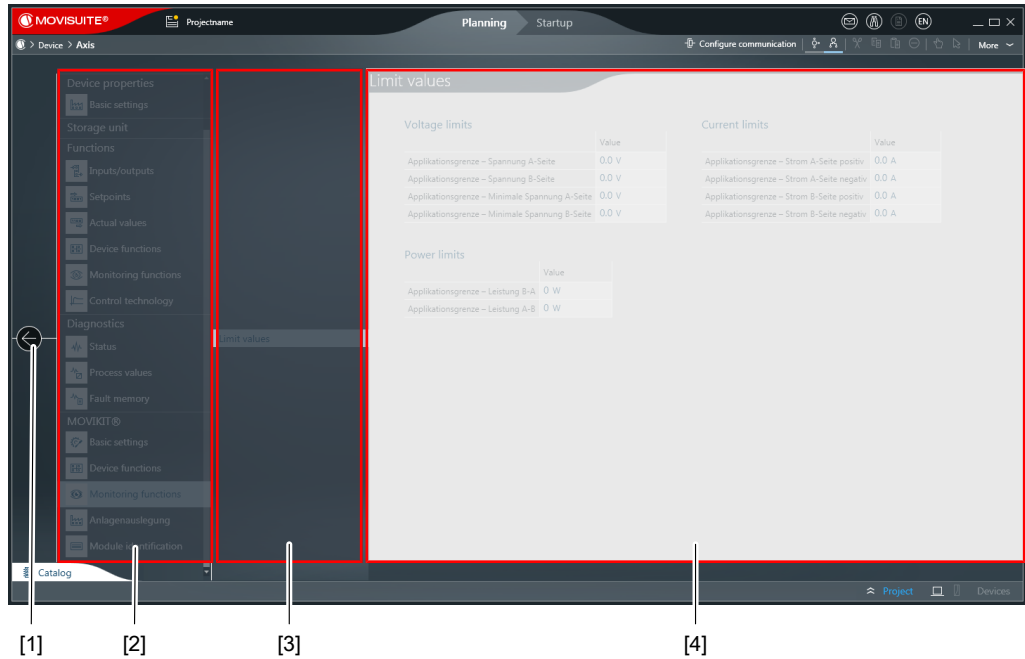 MOVISUITE® Projectname Planning Startup EN
> Device > Axis Configure communication More
Device properties
Basic settings
Storage unit
Functions
Inputs/outputs
Setpoints
Actual values
Device functions
Monitoring functions
Control technology
Diagnostics
Status
Process values
Fault memory
MOVIKIT®
Basic settings
Device functions
Monitoring functions
Anlagenauslegung
Module identification
Catalog
Limit values
Limit values
Voltage limits
Value
Applikationsgrenze – Spannung A-Seite 0.0 V
Applikationsgrenze – Spannung B-Seite 0.0 V
Applikationsgrenze – Minimale Spannung A-Seite 0.0 V
Applikationsgrenze – Minimale Spannung B-Seite 0.0 V
Current limits
Value
Applikationsgrenze – Strom A-Seite positiv 0.0 A
Applikationsgrenze – Strom A-Seite negativ 0.0 A
Applikationsgrenze – Strom B-Seite positiv 0.0 A
Applikationsgrenze – Strom B-Seite negativ 0.0 A
Power limits
Value
Applikationsgrenze – Leistung B-A 0 W
Applikationsgrenze – Leistung A-B 0 W
Project Devices
[1] [2] [3] [4]